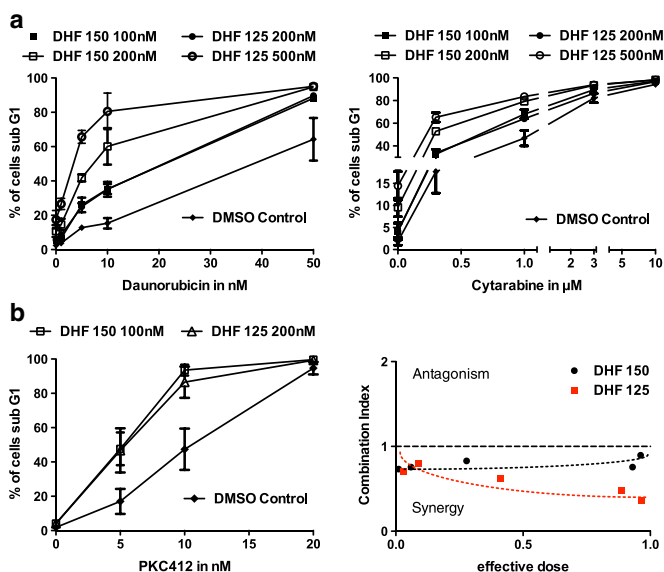 a
DHF 150 100nM DHF 125 200nM
DHF 150 200nM DHF 125 500nM
% of cells sub G1
100
80
60
40
20
0
DMSO Control
0 10 20 30 40 50
Daunorubicin in nM
DHF 150 100nM DHF 125 200nM
DHF 150 200nM DHF 125 500nM
% of cells sub G1
100
80
60
40
15
10
5
0
DMSO Control
0.0 0.5 1.0 2 3 5 10
Cytarabine in µM
b
DHF 150 100nM DHF 125 200nM
% of cells sub G1
100
80
60
40
20
0
DMSO Control
0 5 10 15 20
PKC412 in nM
Combination Index
2
1
0
Antagonism
DHF 150
DHF 125
Synergy
0.0 0.5 1.0
effective dose